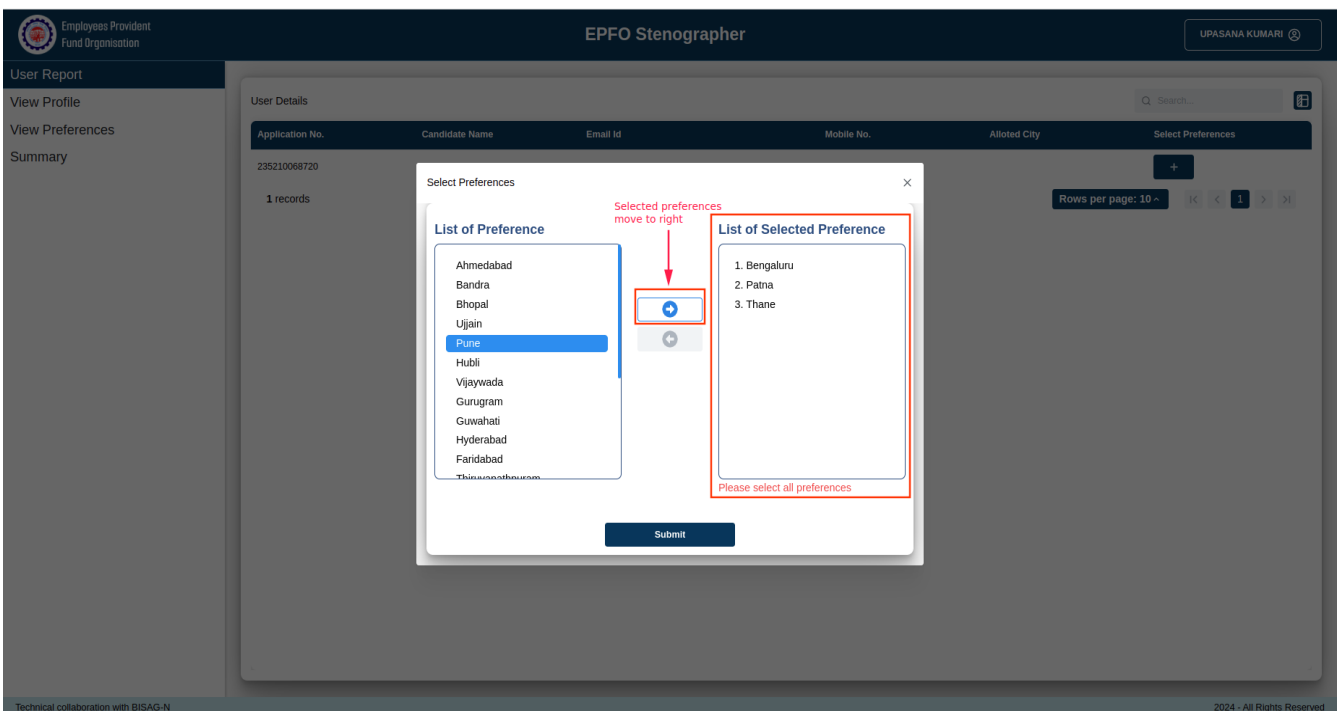 Employees Provident
Fund Organisation
EPFO Stenographer
UPASANA KUMARI
User Report
View Profile
View Preferences
Summary
User Details
Search...
Application No. Candidate Name Email Id Mobile No. Alloted City Select Preferences
235210068720 +
1 records
Rows per page: 10 1
Select Preferences
Selected preferences
move to right
List of Preference
Ahmedabad
Bandra
Bhopal
Ujjain
Pune
Hubli
Vijaywada
Gurugram
Guwahati
Hyderabad
Faridabad
Thiruvanathpuram
List of Selected Preference
1. Bengaluru
2. Patna
3. Thane
Please select all preferences
Submit
Technical collaboration with BISAG-N
2024 - All Rights Reserved